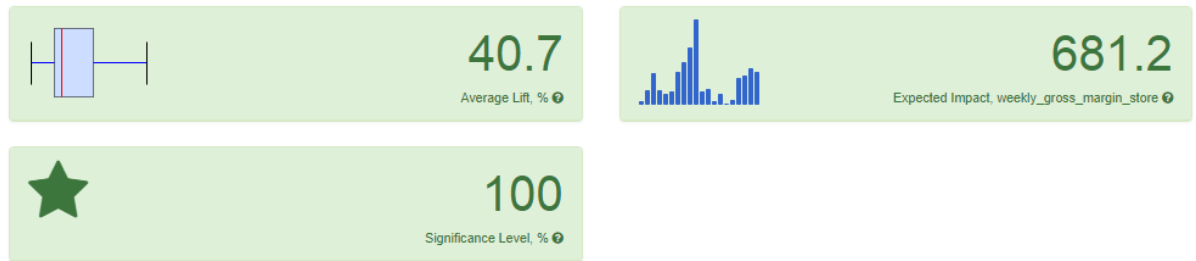 40.7
Average Lift, %
681.2
Expected Impact, weekly_gross_margin_store
100
Significance Level, %